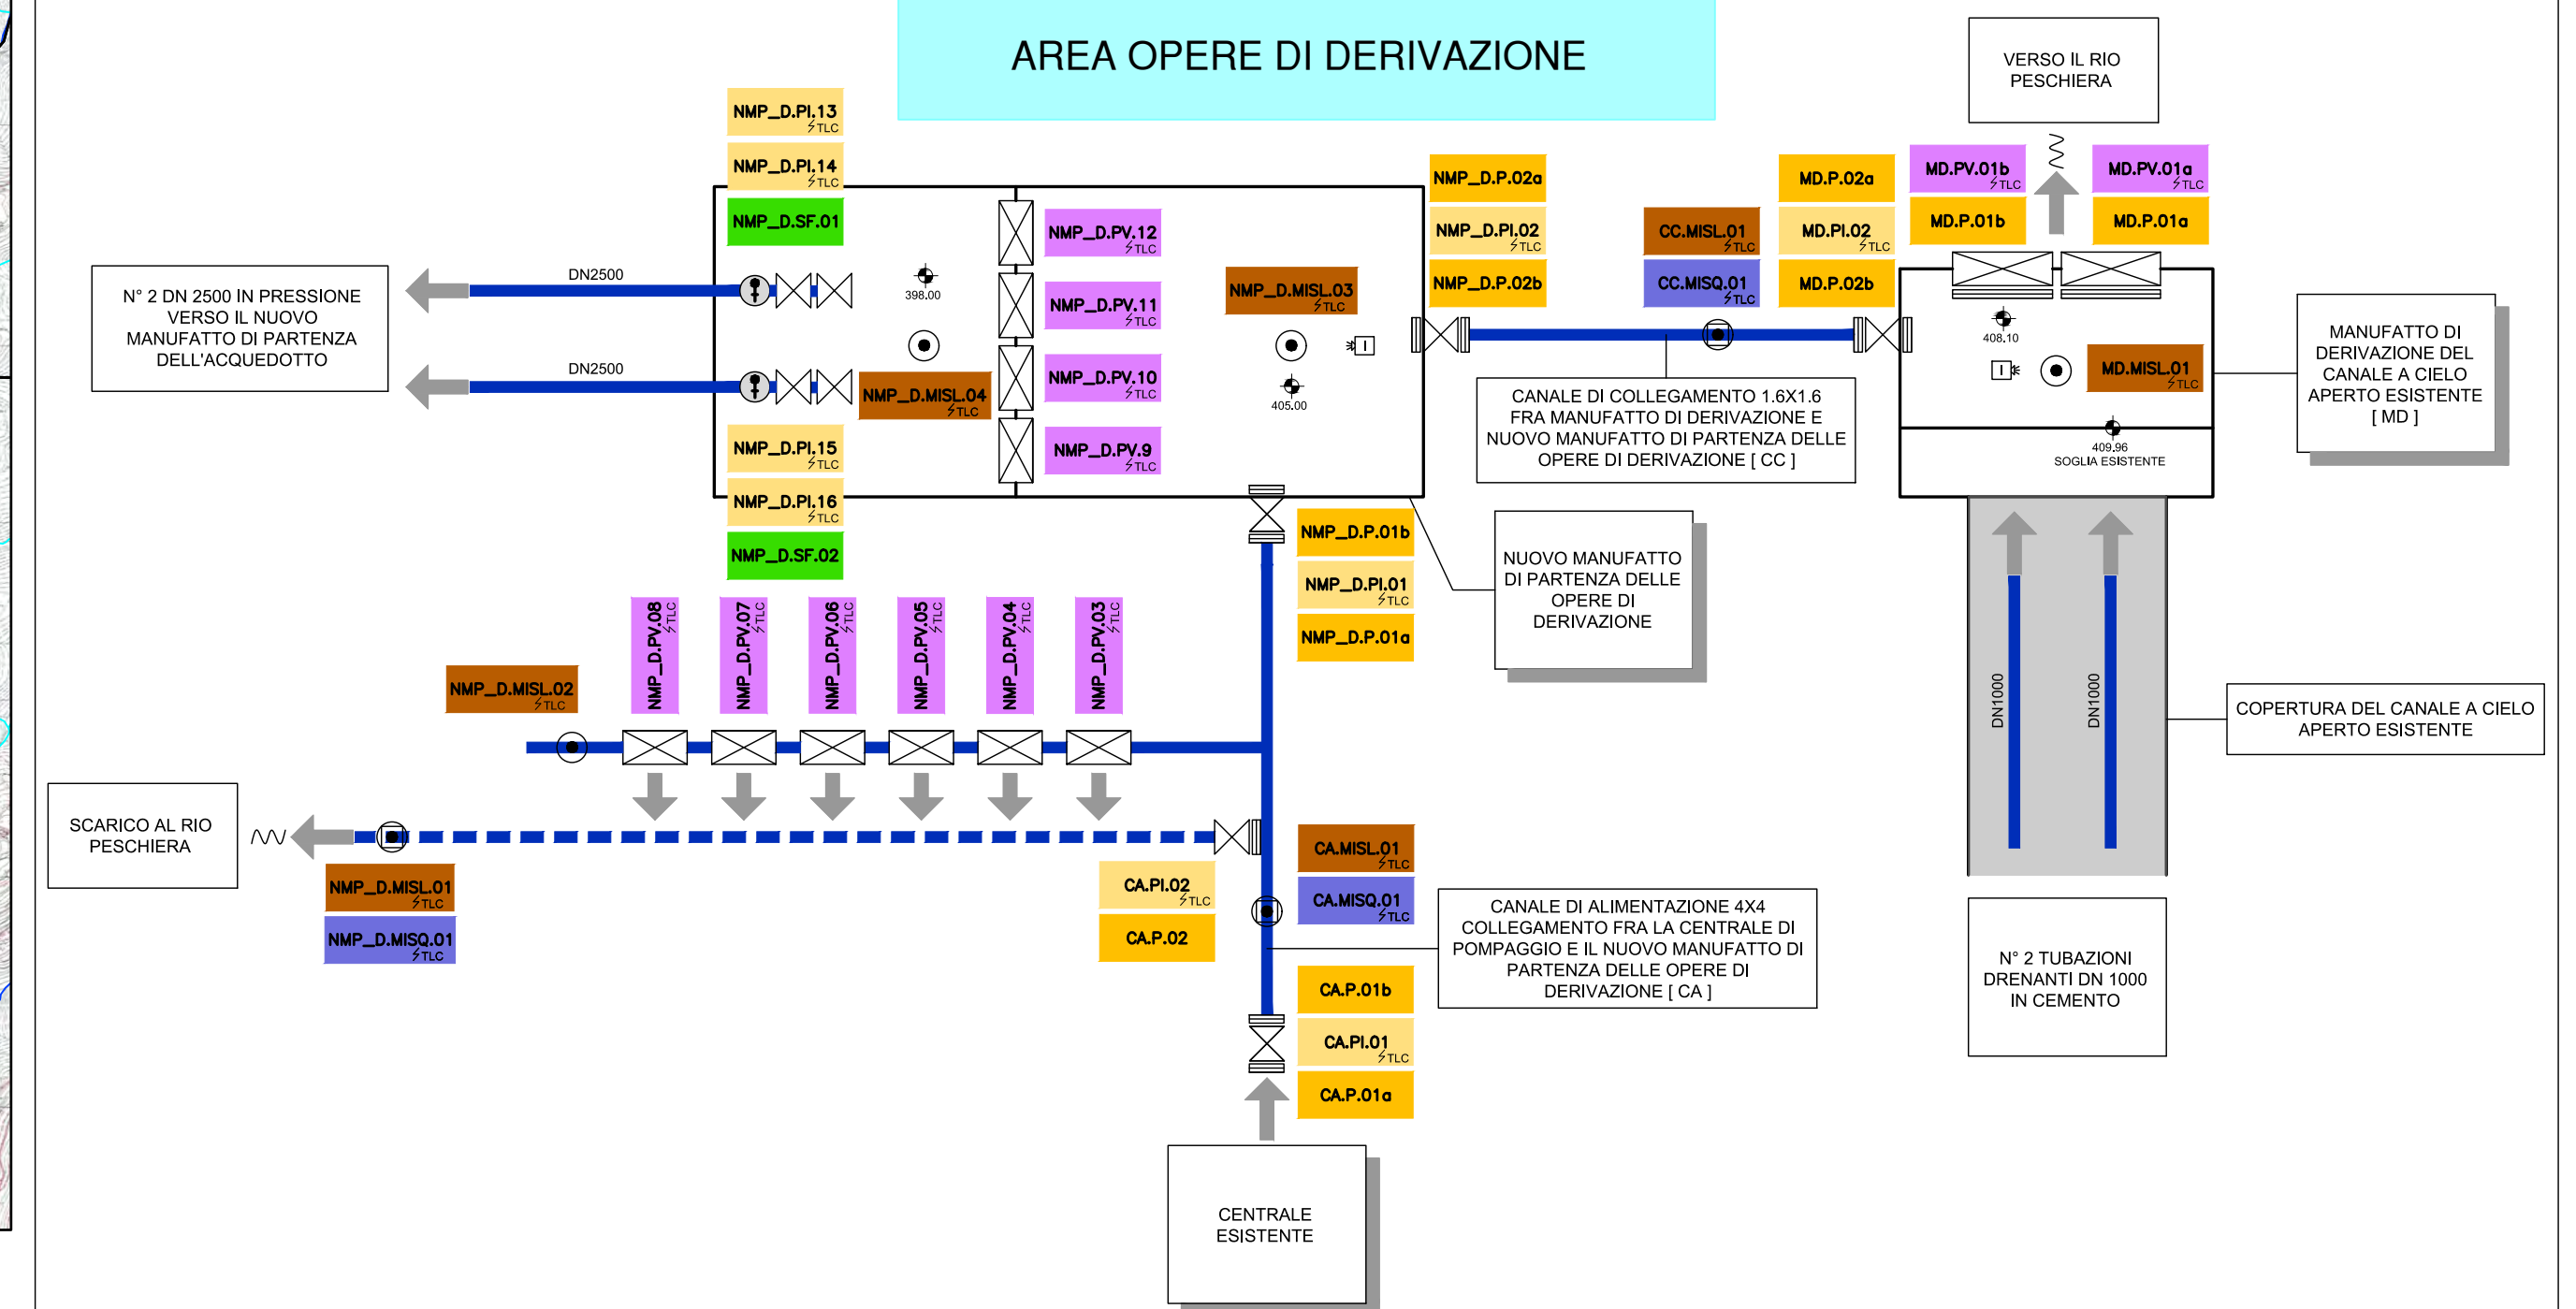 AREA OPERE DI DERIVAZIONE
VERSO IL RIO
PESCHIERA
NMP_D.PI.13
TLC
NMP_D.PI.14
TLC
NMP_D.SF.01
N° 2 DN 2500 IN PRESSIONE
VERSO IL NUOVO
MANUFATTO DI PARTENZA
DELL'ACQUEDOTTO
DN2500
DN2500
398.00
NMP_D.MISL.04
TLC
NMP_D.PI.15
TLC
NMP_D.PI.16
TLC
NMP_D.SF.02
NMP_D.PV.12
TLC
NMP_D.PV.11
TLC
NMP_D.PV.10
TLC
NMP_D.PV.9
TLC
NMP_D.MISL.03
TLC
405.00
NMP_D.P.02a
NMP_D.PI.02
TLC
NMP_D.P.02b
CC.MISL.01
TLC
CC.MISQ.01
TLC
MD.P.02a
MD.PI.02
TLC
MD.P.02b
MD.PV.01b
TLC
MD.P.01b
MD.PV.01a
TLC
MD.P.01a
408.10
MD.MISL.01
TLC
409.96
SOGLIA ESISTENTE
MANUFATTO DI
DERIVAZIONE DEL
CANALE A CIELO
APERTO ESISTENTE
[ MD ]
CANALE DI COLLEGAMENTO 1.6X1.6
FRA MANUFATTO DI DERIVAZIONE E
NUOVO MANUFATTO DI PARTENZA DELLE
OPERE DI DERIVAZIONE [ CC ]
NMP_D.P.01b
NMP_D.PI.01
TLC
NMP_D.P.01a
NUOVO MANUFATTO
DI PARTENZA DELLE
OPERE DI
DERIVAZIONE
NMP_D.MISL.02
TLC
NMP_D.PV.08
TLC
NMP_D.PV.07
TLC
NMP_D.PV.06
TLC
NMP_D.PV.05
TLC
NMP_D.PV.04
TLC
NMP_D.PV.03
TLC
DN1000
DN1000
COPERTURA DEL CANALE A CIELO
APERTO ESISTENTE
SCARICO AL RIO
PESCHIERA
NMP_D.MISL.01
TLC
NMP_D.MISQ.01
TLC
CA.PI.02
TLC
CA.P.02
CA.MISL.01
TLC
CA.MISQ.01
TLC
CANALE DI ALIMENTAZIONE 4X4
COLLEGAMENTO FRA LA CENTRALE DI
POMPAGGIO E IL NUOVO MANUFATTO DI
PARTENZA DELLE OPERE DI
DERIVAZIONE [ CA ]
N° 2 TUBAZIONI
DRENANTI DN 1000
IN CEMENTO
CA.P.01b
CA.PI.01
TLC
CA.P.01a
CENTRALE
ESISTENTE